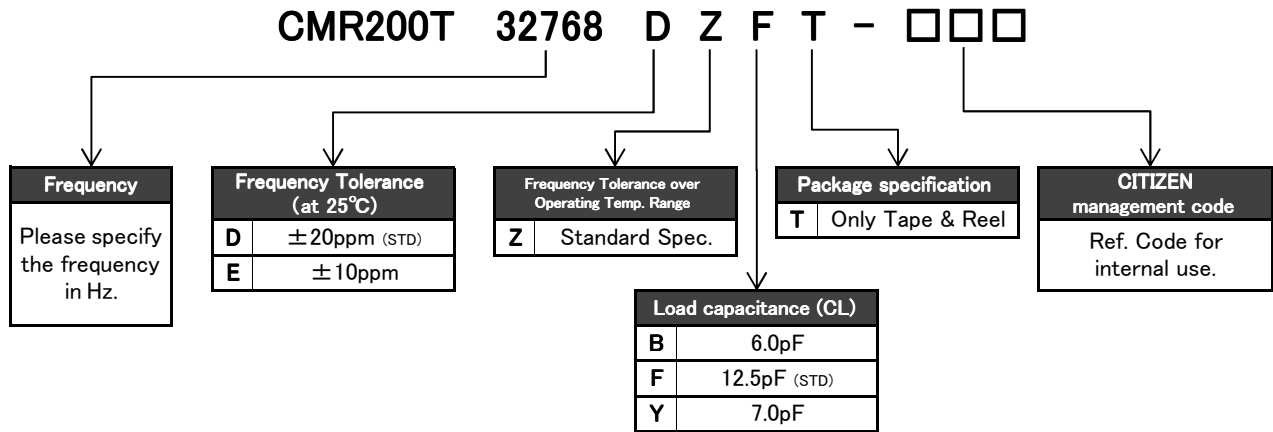 CMR200T 32768 D Z F T - □□□
Frequency
Please specify
the frequency
in Hz.
Frequency Tolerance
(at 25℃)
D ±20ppm (STD)
E ±10ppm
Frequency Tolerance over
Operating Temp. Range
Z Standard Spec.
Package specification
T Only Tape & Reel
CITIZEN
management code
Ref. Code for
internal use.
Load capacitance (CL)
B 6.0pF
F 12.5pF (STD)
Y 7.0pF